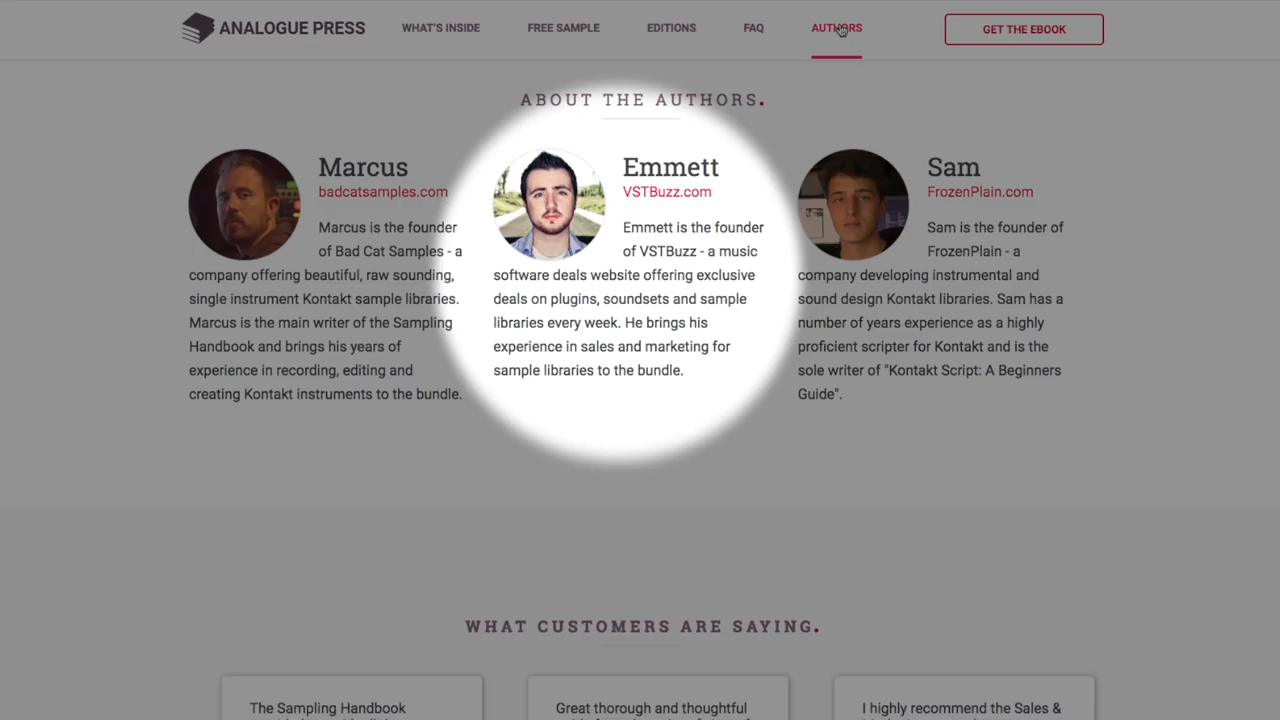 ANALOGUE PRESS
WHAT'S INSIDE
FREE SAMPLE
EDITIONS
FAQ
AUTHORS
GET THE EBOOK
ABOUT THE AUTHORS.
Marcus
badcatsamples.com
Marcus is the founder
of Bad Cat Samples - a
company offering beautiful, raw sounding,
single instrument Kontakt sample libraries.
Marcus is the main writer of the Sampling
Handbook and brings his years of
experience in recording, editing and
creating Kontakt instruments to the bundle.
Emmett
VSTBuzz.com
Emmett is the founder
of VSTBuzz - a music
software deals website offering exclusive
deals on plugins, soundsets and sample
libraries every week. He brings his
experience in sales and marketing for
sample libraries to the bundle.
Sam
FrozenPlain.com
Sam is the founder of
FrozenPlain - a
company developing instrumental and
sound design Kontakt libraries. Sam has a
number of years experience as a highly
proficient scripter for Kontakt and is the
sole writer of "Kontakt Script: A Beginners
Guide".
WHAT CUSTOMERS ARE SAYING.
The Sampling Handbook
Great thorough and thoughtful
I highly recommend the Sales &